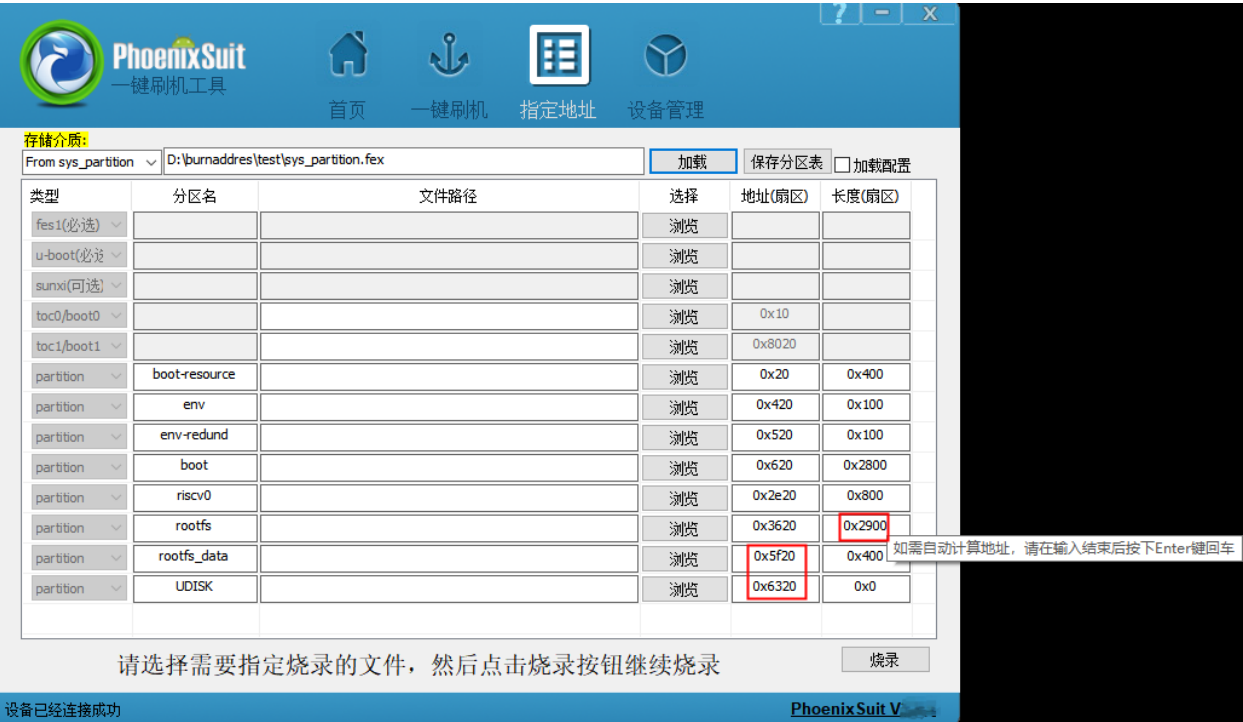 ? — X
PhoenixSuit
一键刷机工具
首页 一键刷机 指定地址 设备管理
存储介质:
From sys_partition D:\burnaddres\test\sys_partition.fex 加载 保存分区表 加载配置
类型 分区名 文件路径 选择 地址(扇区) 长度(扇区)
fes1(必选) 浏览
u-boot(必选 浏览
sunxi(可选) 浏览
toc0/boot0 浏览 0x10
toc1/boot1 浏览 0x8020
partition boot-resource 浏览 0x20 0x400
partition env 浏览 0x420 0x100
partition env-redund 浏览 0x520 0x100
partition boot 浏览 0x620 0x2800
partition riscv0 浏览 0x2e20 0x800
partition rootfs 浏览 0x3620 0x2900
如需自动计算地址，请在输入结束后按下Enter键回车
partition rootfs_data 浏览 0x5f20 0x400
partition UDISK 浏览 0x6320 0x0
请选择需要指定烧录的文件，然后点击烧录按钮继续烧录
烧录
设备已经连接成功 PhoenixSuit